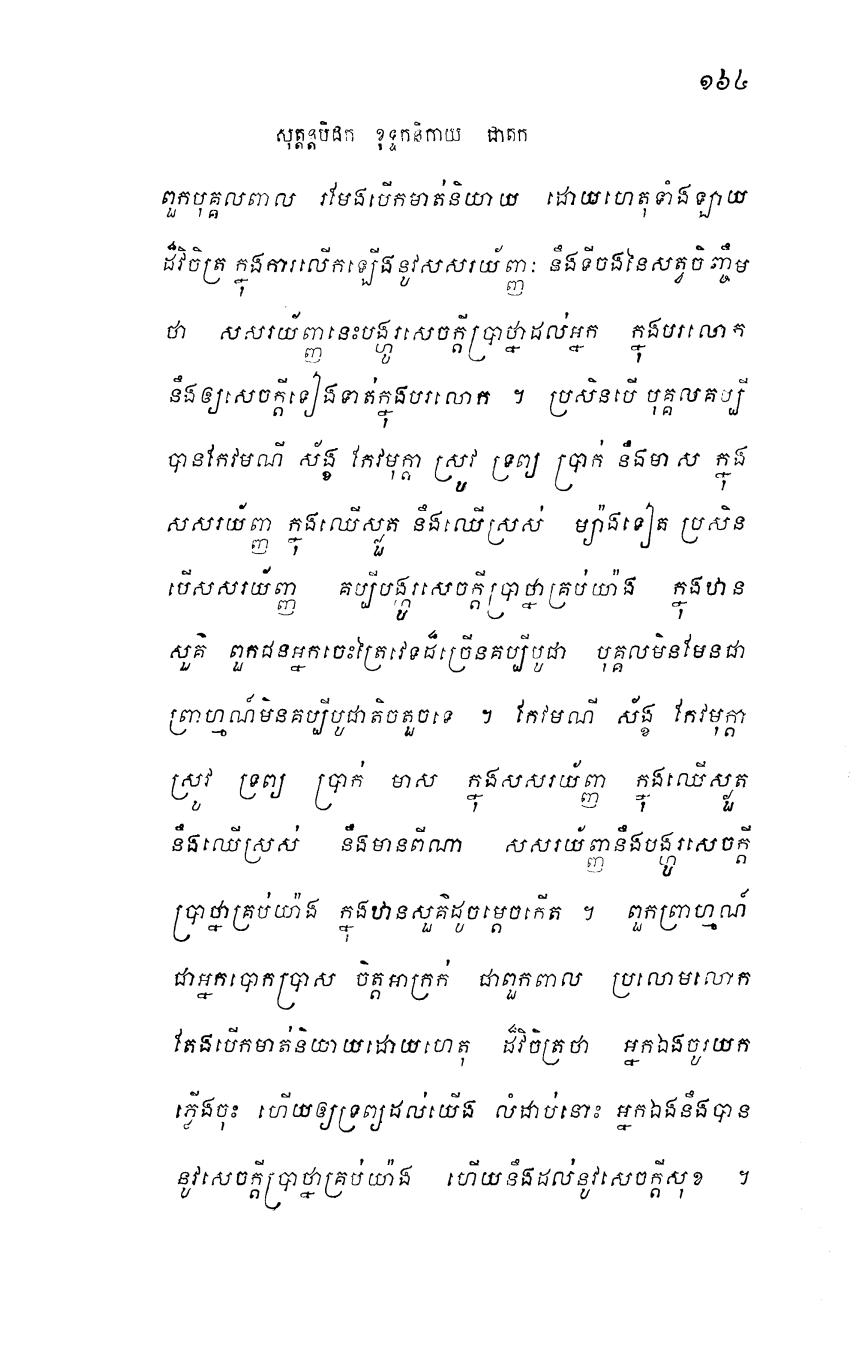 ១៦៤
សុត្តន្តបិដក ខុទ្ទកនិកាយ ជាតក
ពួកបុគ្គលពាល រមែងបើកមាត់និយាយ ដោយហេតុទាំងឡាយ
ដ៏វិចិត្រ ក្នុងការលើកឡើងនូវសសរយ័ញ្ញ: នឹងទីចងនៃសត្វចិញ្ចឹម
ថា សសរយ័ញ្ញនេះបង្ហូរសេចក្តីប្រាថ្នាដល់អ្នក ក្នុងបរលោក
នឹងឲ្យសេចក្តីទៀងទាត់ក្នុងបរលោក ។ ប្រសិនបើ បុគ្គលគប្បី
បានកែវមណី ស័ង្ខ កែវមុក្តា ស្រូវ ទ្រព្យ ប្រាក់ នឹងមាស ក្នុង
សសរយ័ញ្ញ ក្នុងឈើស្ងួត នឹងឈើស្រស់ ម្យ៉ាងទៀត ប្រសិន
បើសសរយ័ញ្ញ គប្បីបង្ហូរសេចក្តីប្រាថ្នាគ្រប់យ៉ាង ក្នុងឋាន
សួគ៌ ពួកជនអ្នកចេះត្រៃវេទដ៏ច្រើនគប្បីបូជា បុគ្គលមិនមែនជា
ព្រាហ្មណ៍មិនគប្បីបូជាតិចតួចទេ ។ កែវមណី ស័ង្ខ កែវមុក្តា
ស្រូវ ទ្រព្យ ប្រាក់ មាស ក្នុងសសរយ័ញ្ញ ក្នុងឈើស្ងួត
នឹងឈើស្រស់ នឹងមានពីណា សសរយ័ញ្ញនឹងបង្ហូរសេចក្តី
ប្រាថ្នាគ្រប់យ៉ាង ក្នុងឋានសួគ៌ដូចម្តេចកើត ។ ពួកព្រាហ្មណ៍
ជាអ្នកបោកប្រាស ចិត្តអាក្រក់ ជាពួកពាល ប្រលោមលោក
តែងបើកមាត់និយាយដោយហេតុ ដ៏វិចិត្រថា អ្នកឯងចូរយក
ភ្លើងចុះ ហើយឲ្យទ្រព្យដល់យើង លំដាប់នោះ អ្នកឯងនឹងបាន
នូវសេចក្តីប្រាថ្នាគ្រប់យ៉ាង ហើយនឹងដល់នូវសេចក្តីសុខ ។